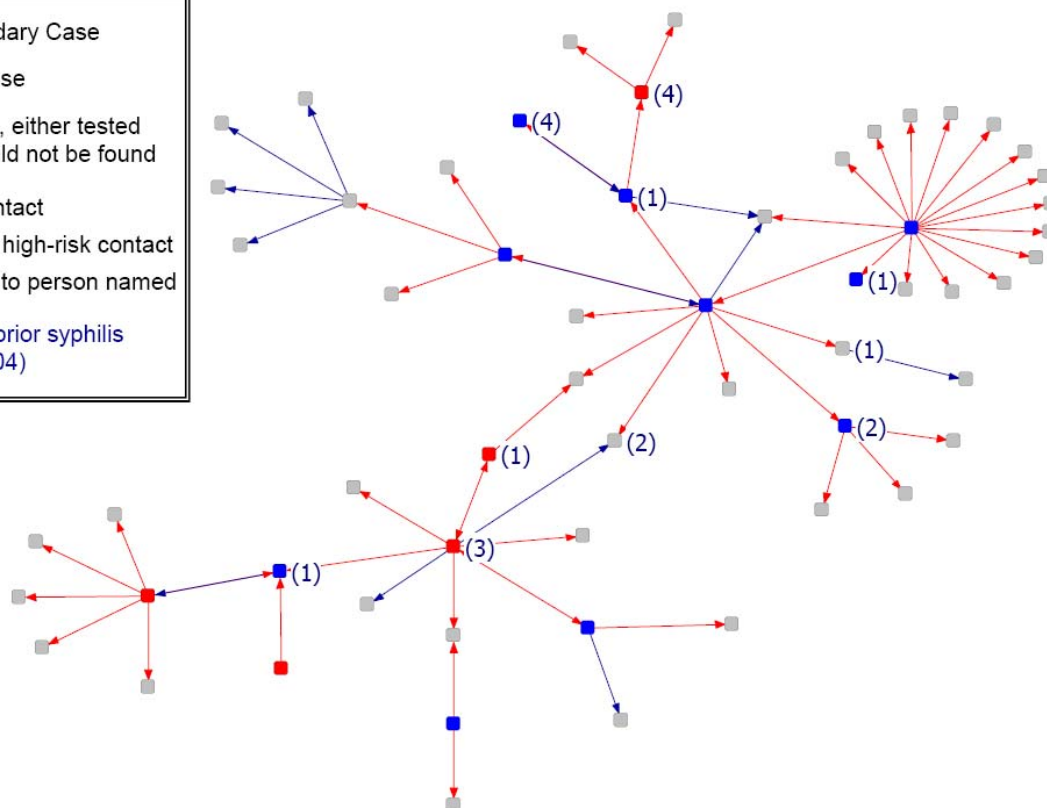 dary Case
se
, either tested
ld not be found
ntact
high-risk contact
to person named
prior syphilis
04)
(4)
(4)
(1)
(1)
(1)
(2)
(2)
(1)
(3)
(1)